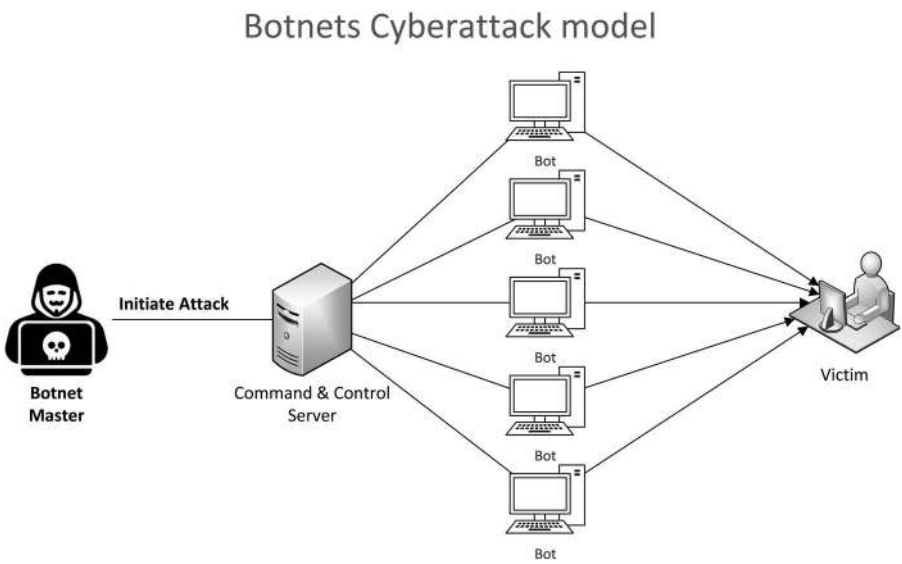 Botnets Cyberattack model
Bot
Bot
Initiate Attack
Bot
Botnet
Master
Command & Control
Server
Victim
Bot
Bot